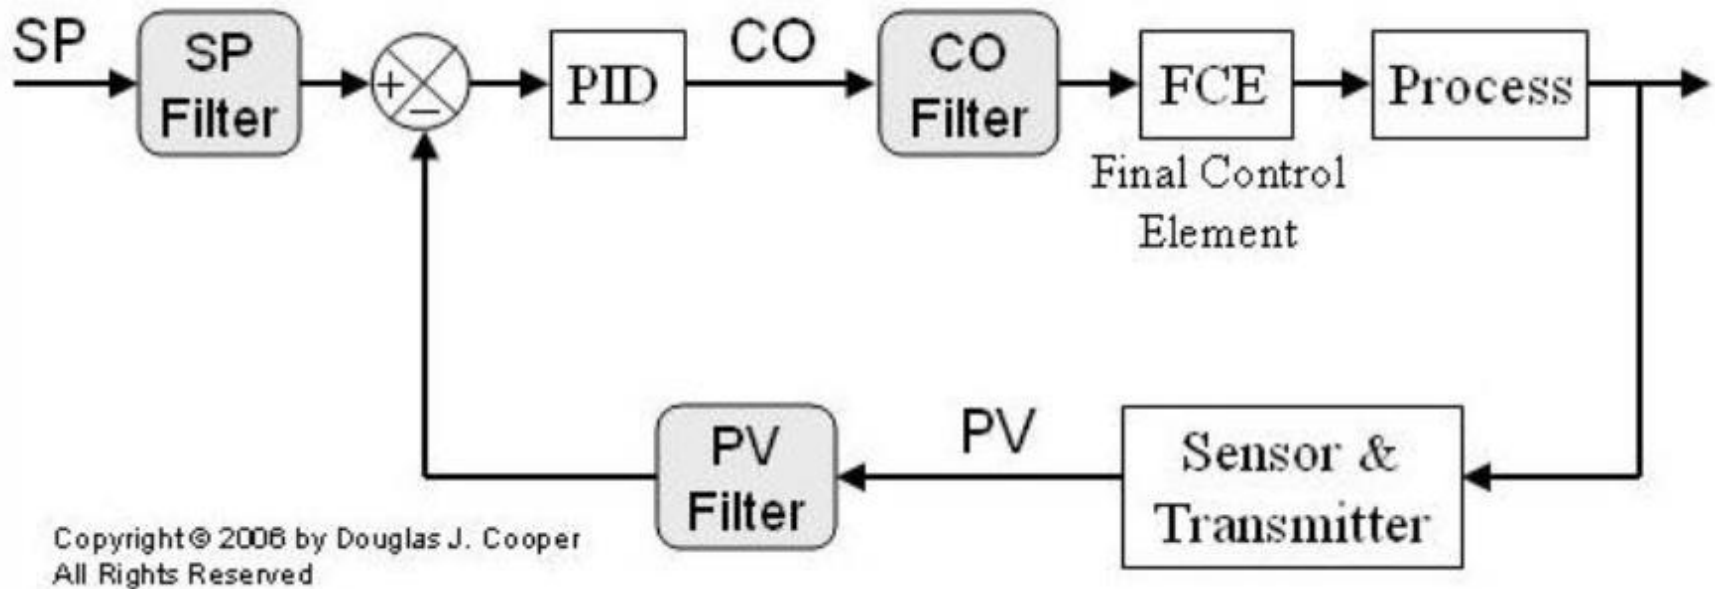 SP
SP
Filter
+
−
PID
CO
CO
Filter
FCE
Final Control
Element
Process
PV
Filter
PV
Sensor &
Transmitter
Copyright © 2006 by Douglas J. Cooper
All Rights Reserved